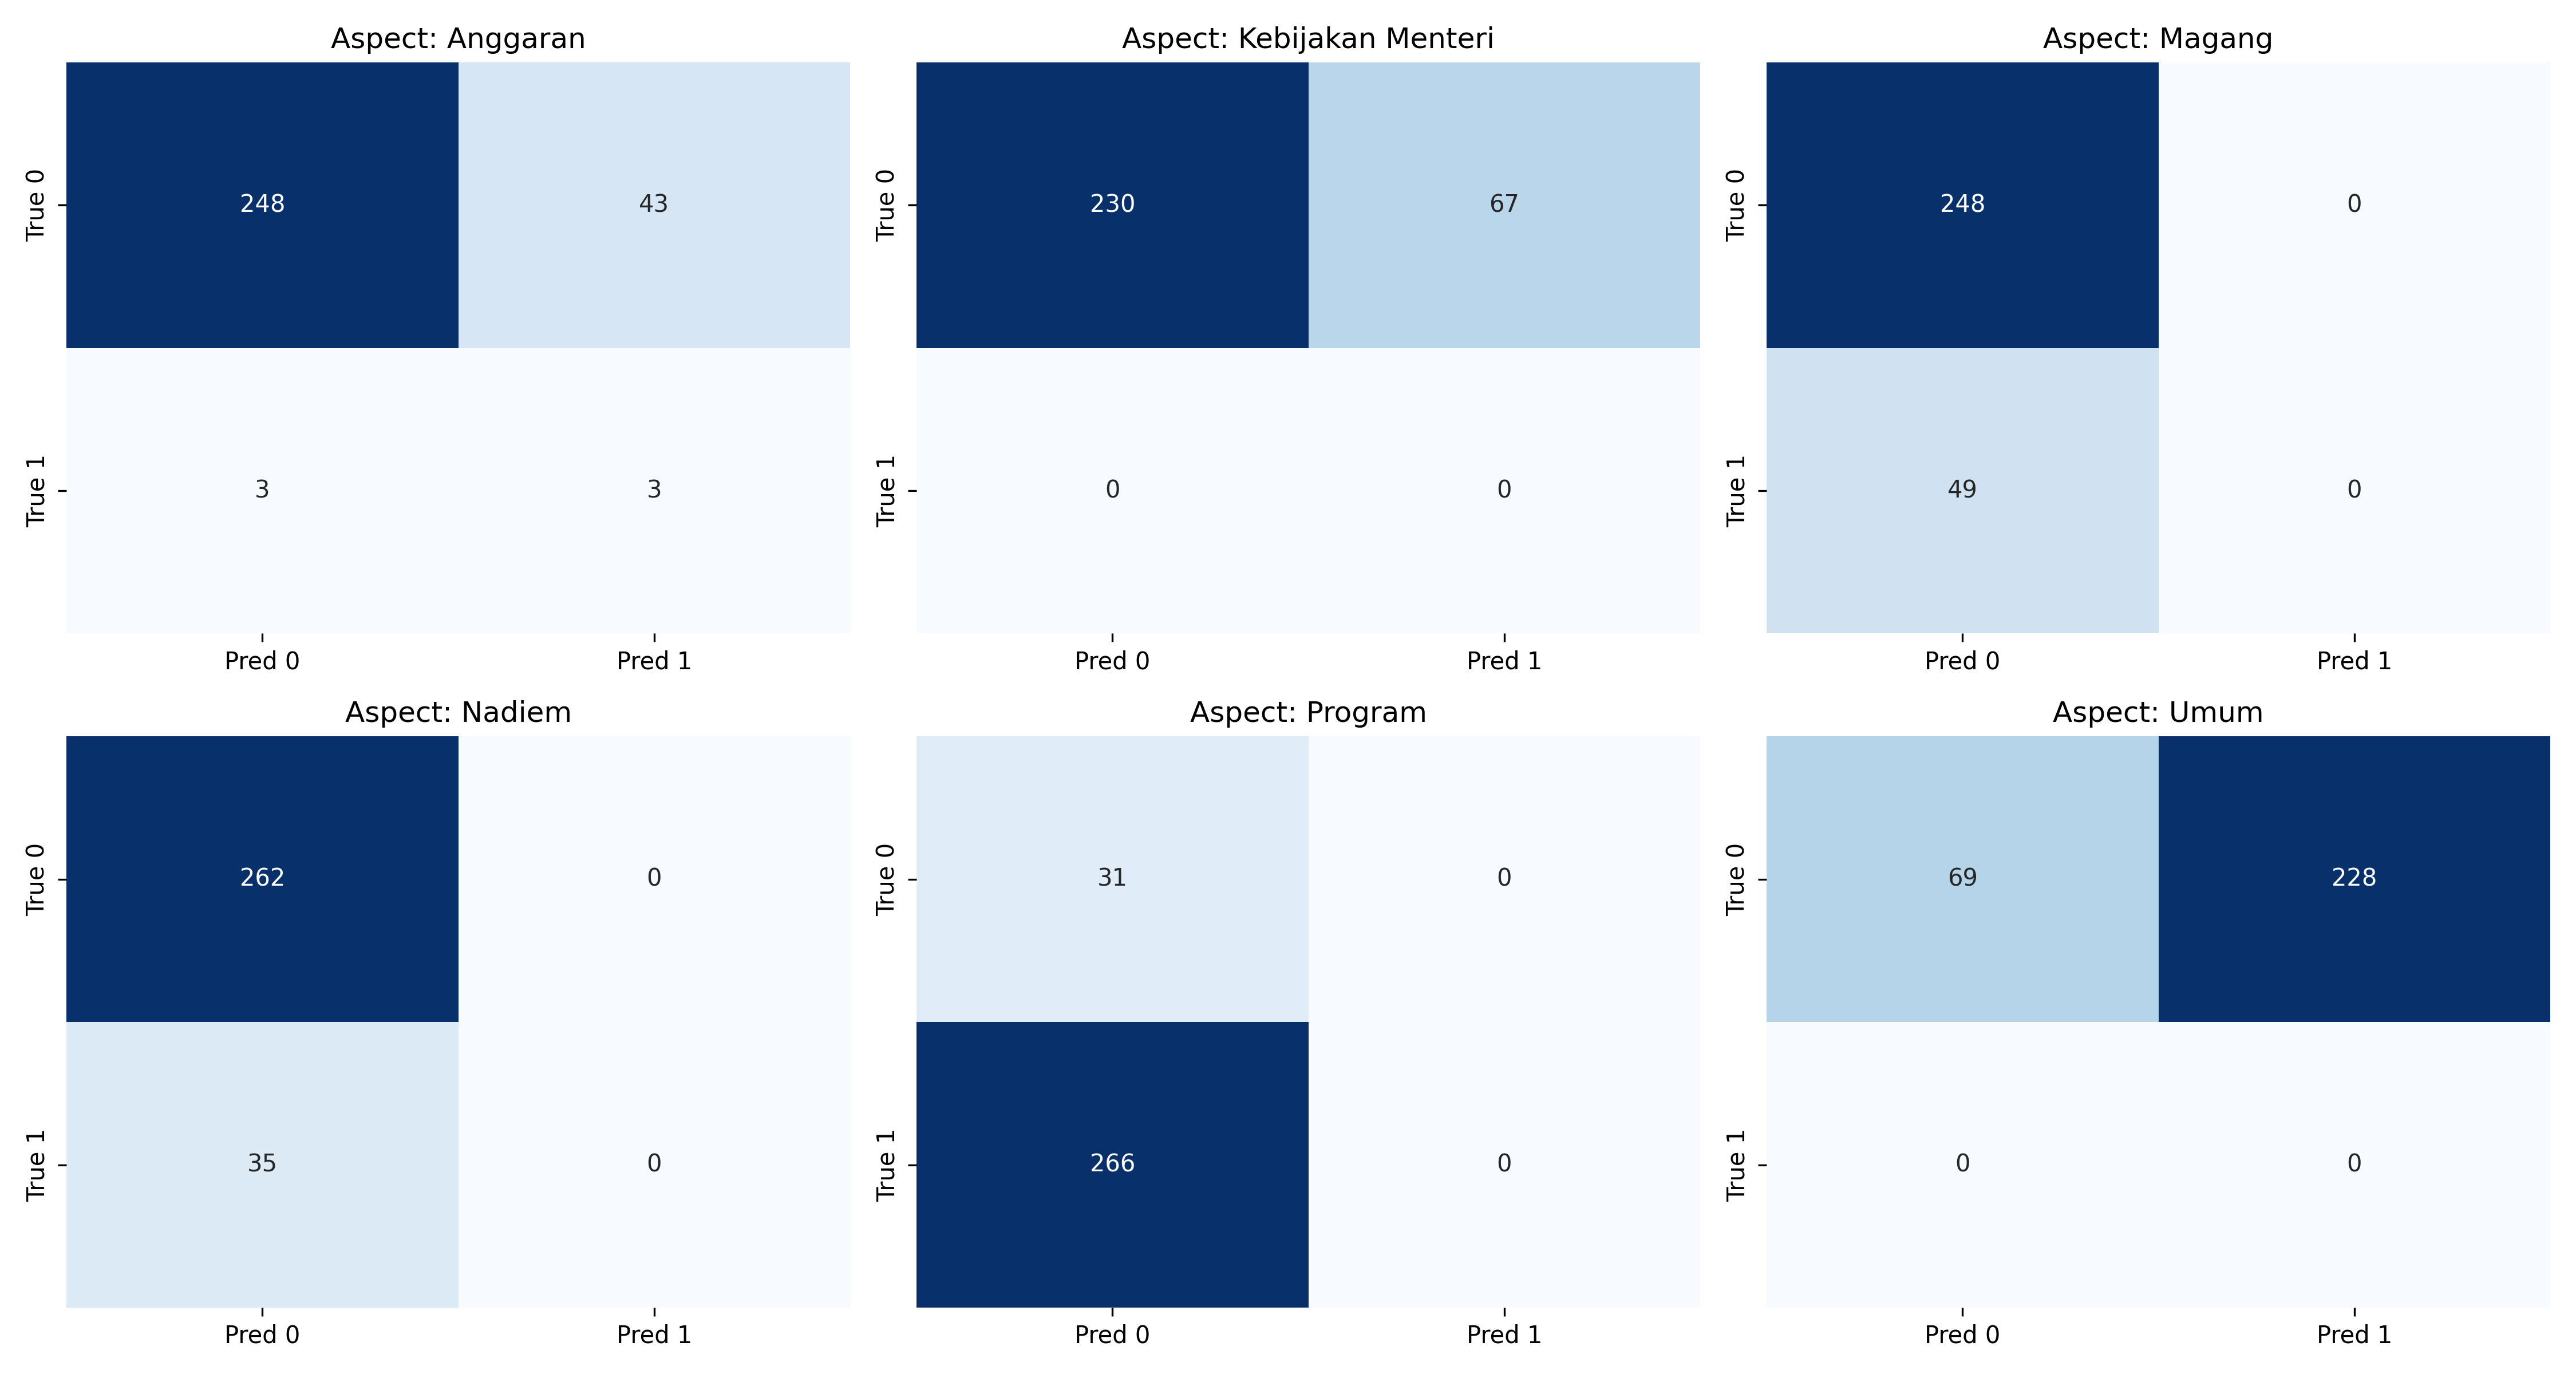 Aspect: Anggaran
True 0
248
43
True 1
3
3
Pred 0
Pred 1
Aspect: Kebijakan Menteri
True 0
230
67
True 1
0
0
Pred 0
Pred 1
Aspect: Magang
True 0
248
0
True 1
49
0
Pred 0
Pred 1
Aspect: Nadiem
True 0
262
0
True 1
35
0
Pred 0
Pred 1
Aspect: Program
True 0
31
0
True 1
266
0
Pred 0
Pred 1
Aspect: Umum
True 0
69
228
True 1
0
0
Pred 0
Pred 1